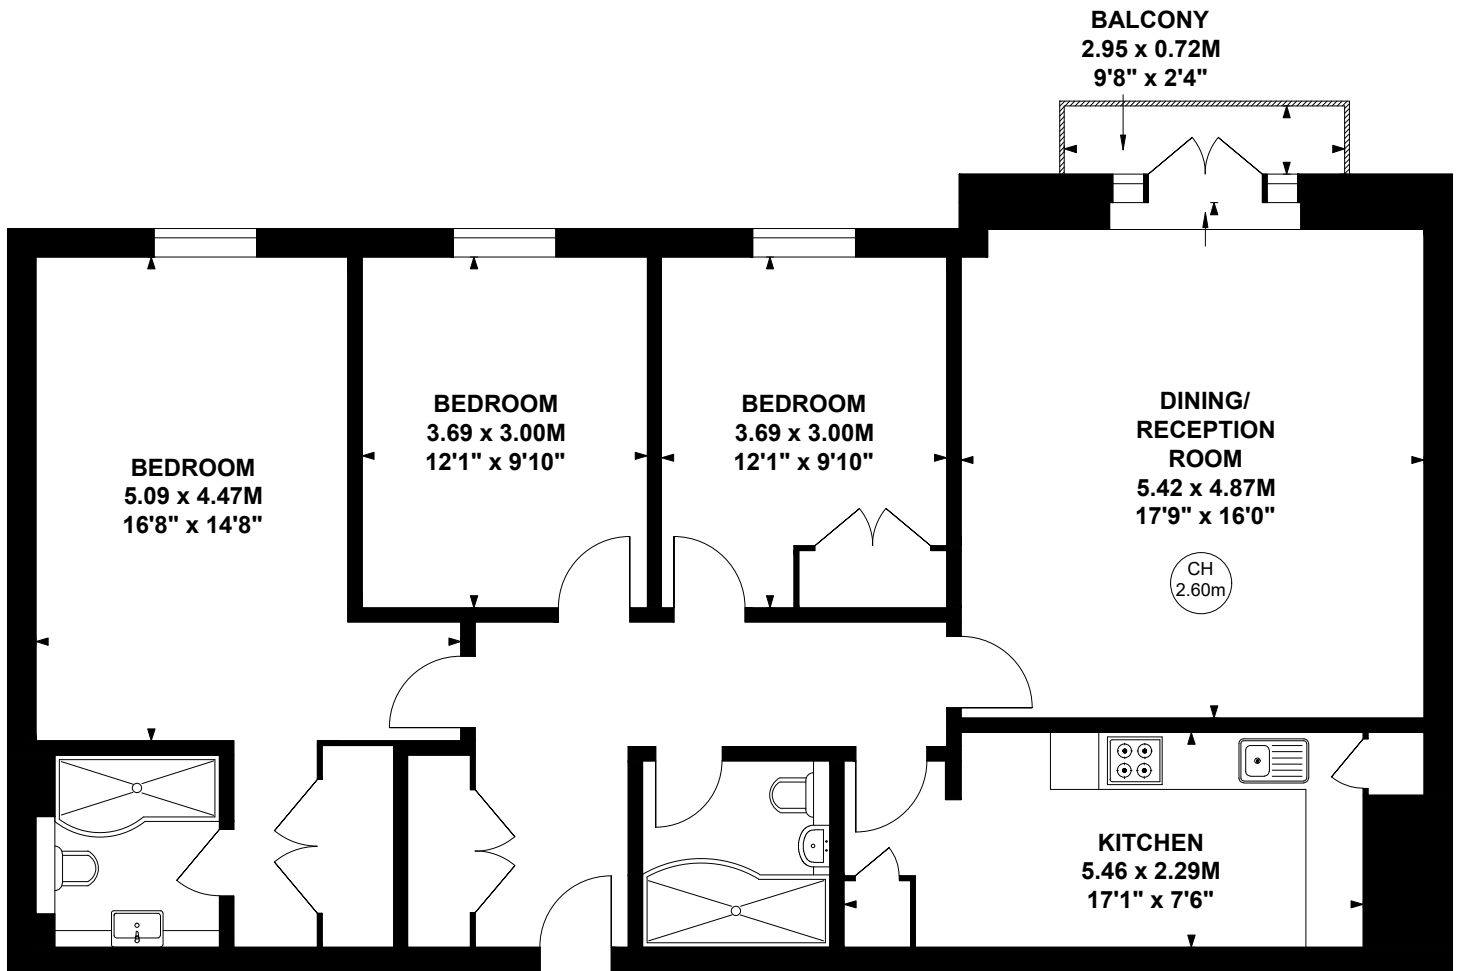 BALCONY
2.95 x 0.72M
9'8" x 2'4"
BEDROOM
5.09 x 4.47M
16'8" x 14'8"
BEDROOM
3.69 x 3.00M
12'1" x 9'10"
BEDROOM
3.69 x 3.00M
12'1" x 9'10"
DINING/
RECEPTION
ROOM
5.42 x 4.87M
17'9" x 16'0"
CH
2.60m
KITCHEN
5.46 x 2.29M
17'1" x 7'6"